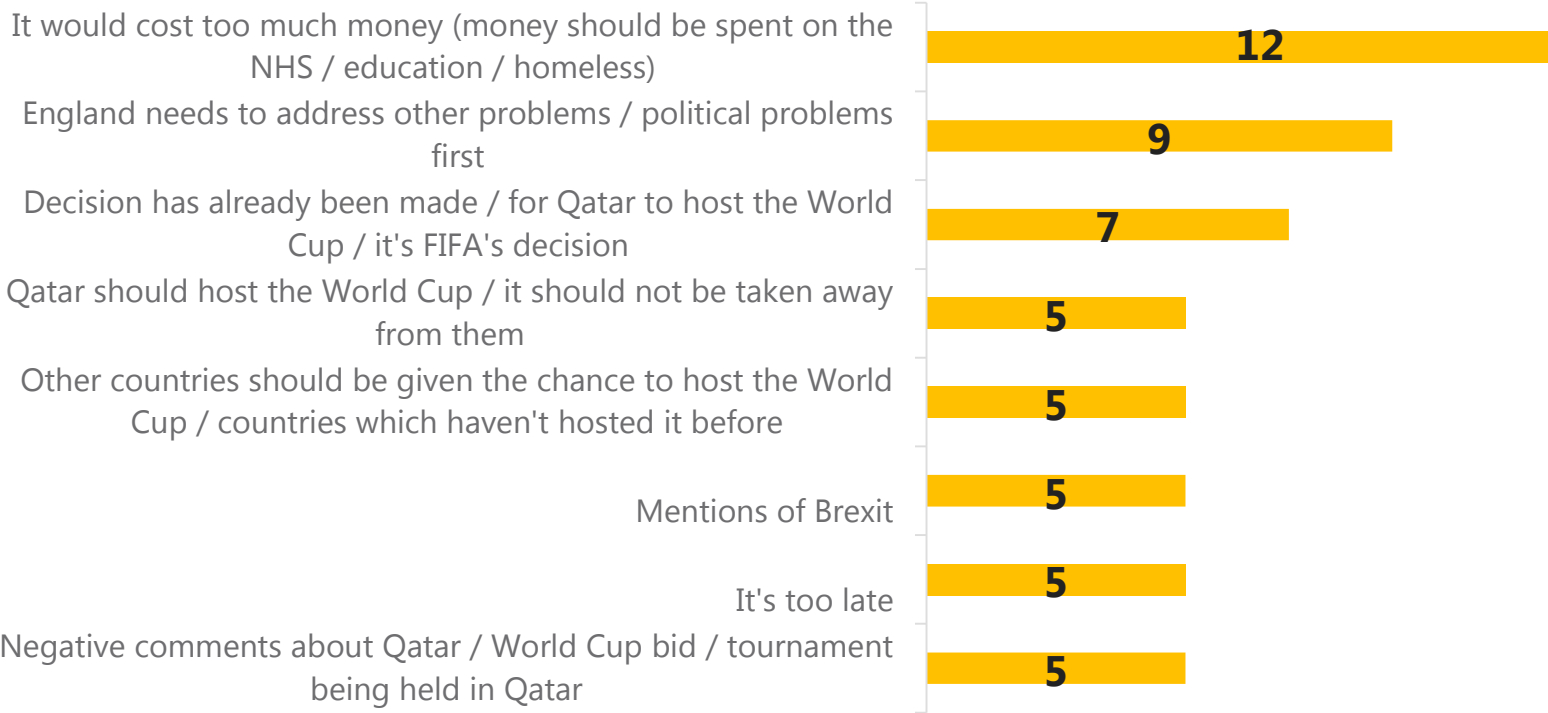 It would cost too much money (money should be spent on the
NHS / education / homeless)
12
England needs to address other problems / political problems
first
9
Decision has already been made / for Qatar to host the World
Cup / it's FIFA's decision
7
Qatar should host the World Cup / it should not be taken away
from them
5
Other countries should be given the chance to host the World
Cup / countries which haven't hosted it before
5
Mentions of Brexit
5
It's too late
5
Negative comments about Qatar / World Cup bid / tournament
being held in Qatar
5